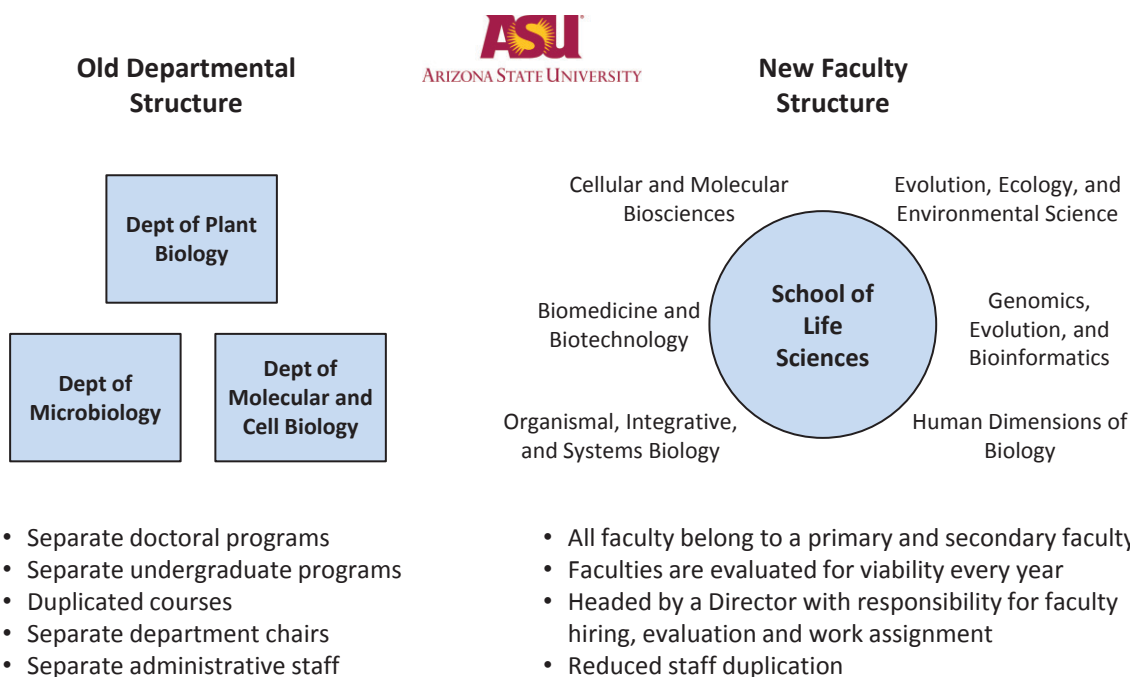 ASU
ARIZONA STATE UNIVERSITY
Old Departmental
Structure
Dept of Plant
Biology
Dept of
Microbiology
Dept of
Molecular and
Cell Biology
• Separate doctoral programs
• Separate undergraduate programs
• Duplicated courses
• Separate department chairs
• Separate administrative staff
New Faculty
Structure
Cellular and Molecular
Biosciences
Evolution, Ecology, and
Environmental Science
Biomedicine and
Biotechnology
School of
Life
Sciences
Genomics,
Evolution, and
Bioinformatics
Organismal, Integrative,
and Systems Biology
Human Dimensions of
Biology
• All faculty belong to a primary and secondary faculty
• Faculties are evaluated for viability every year
• Headed by a Director with responsibility for faculty
hiring, evaluation and work assignment
• Reduced staff duplication